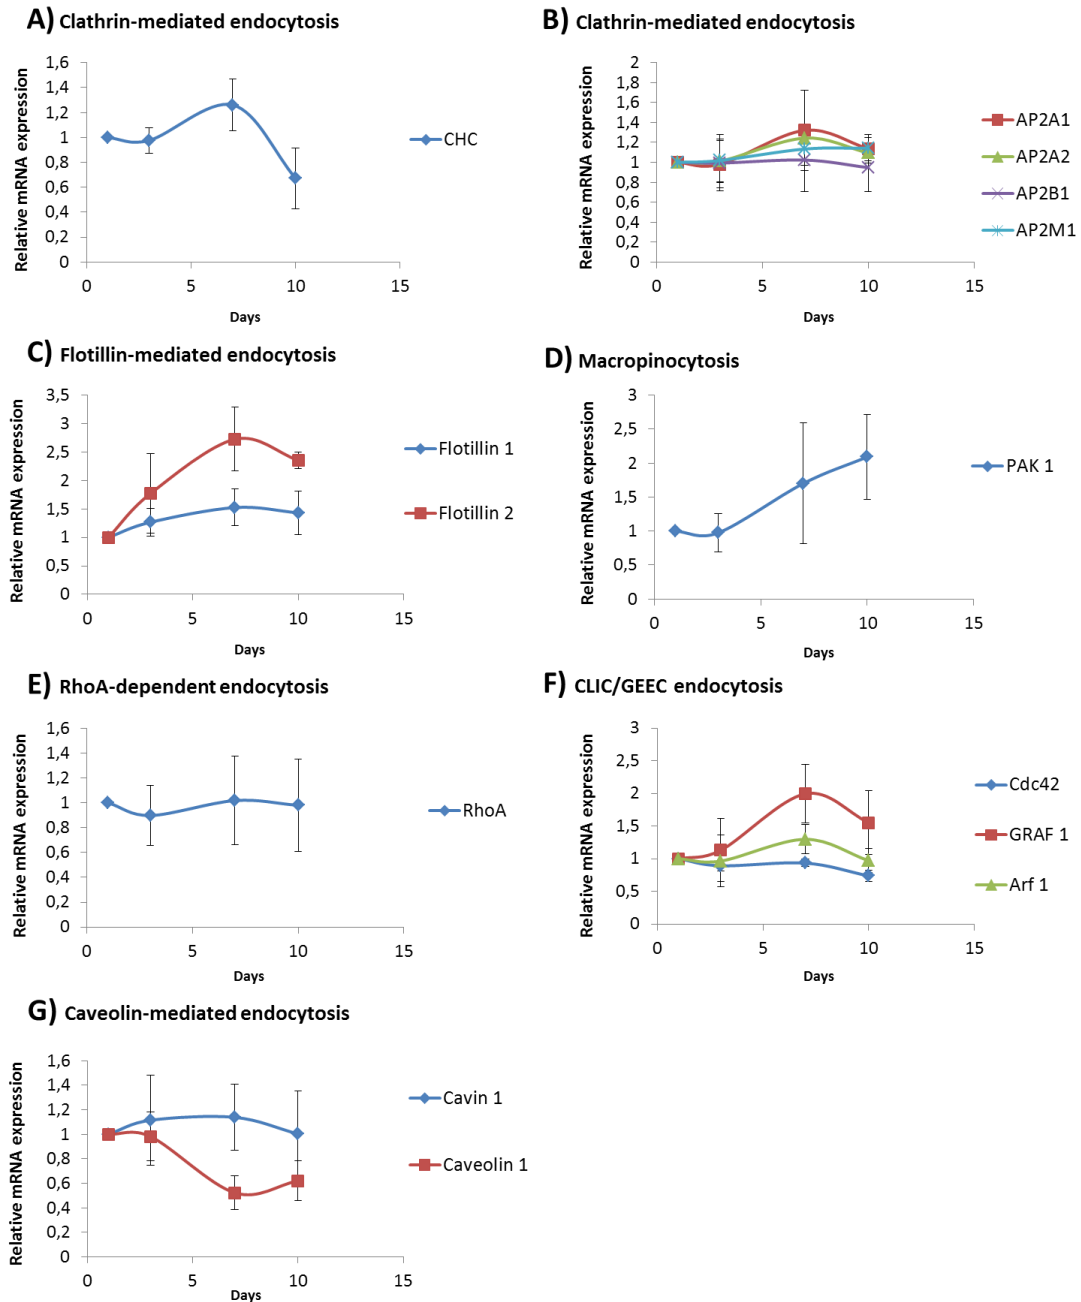 A) Clathrin-mediated endocytosis
Relative mRNA expression
1,6
1,4
1,2
1
0,8
0,6
0,4
0,2
0
0 5 10 15
Days
CHC
B) Clathrin-mediated endocytosis
Relative mRNA expression
2
1,8
1,6
1,4
1,2
1
0,8
0,6
0,4
0,2
0
0 5 10 15
Days
AP2A1
AP2A2
AP2B1
AP2M1
C) Flotillin-mediated endocytosis
Relative mRNA expression
3,5
3
2,5
2
1,5
1
0,5
0
0 5 10 15
Days
Flotillin 1
Flotillin 2
D) Macropinocytosis
Relative mRNA expression
3
2,5
2
1,5
1
0,5
0
0 5 10 15
Days
PAK 1
E) RhoA-dependent endocytosis
Relative mRNA expression
1,6
1,4
1,2
1
0,8
0,6
0,4
0,2
0
0 5 10 15
Days
RhoA
F) CLIC/GEEC endocytosis
Relative mRNA expression
3
2,5
2
1,5
1
0,5
0
0 5 10 15
Days
Cdc42
GRAF 1
Arf 1
G) Caveolin-mediated endocytosis
Relative mRNA expression
1,6
1,4
1,2
1
0,8
0,6
0,4
0,2
0
0 5 10 15
Days
Cavin 1
Caveolin 1